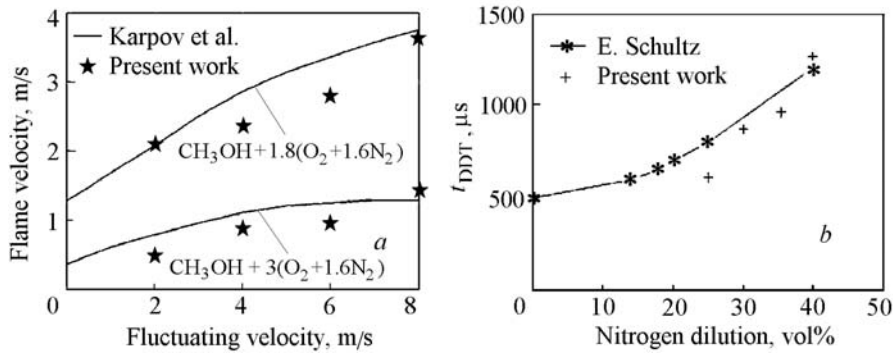 4
3
2
1
0
2
4
6
8
Flame velocity, m/s
Fluctuating velocity, m/s
Karpov et al.
Present work
CH₃OH+1.8(O₂+1.6N₂)
CH₃OH + 3(O₂+1.6N₂)
a
1500
1000
500
0
10
20
30
40
50
t_DDT , μs
Nitrogen dilution, vol%
E. Schultz
Present work
b